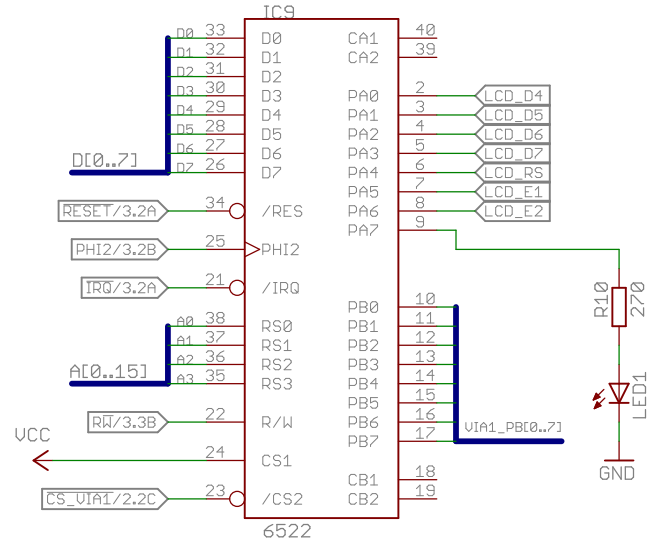 IC9
D0 33 D0 CA1 40
D1 32 D1 CA2 39
D2 31 D2
D3 30 D3 PA0 2 LCD_D4
D4 29 D4 PA1 3 LCD_D5
D5 28 D5 PA2 4 LCD_D6
D6 27 D6 PA3 5 LCD_D7
D[0..7] D7 26 D7 PA4 6 LCD_RS
PA5 7 LCD_E1
RESET/3.2A 34 /RES PA6 8 LCD_E2
PA7 9
PHI2/3.2B 25 PHI2
IRQ/3.2A 21 /IRQ
R10 270
A0 38 RS0 PB0 10
A1 37 RS1 PB1 11
A2 36 RS2 PB2 12
A[0..15] A3 35 RS3 PB3 13
PB4 14
PB5 15
LED1
RW/3.3B 22 R/W PB6 16
PB7 17 VIA1_PB[0..7]
VCC 24 CS1
CB1 18 GND
CS_VIA1/2.2C 23 /CS2 CB2 19
6522